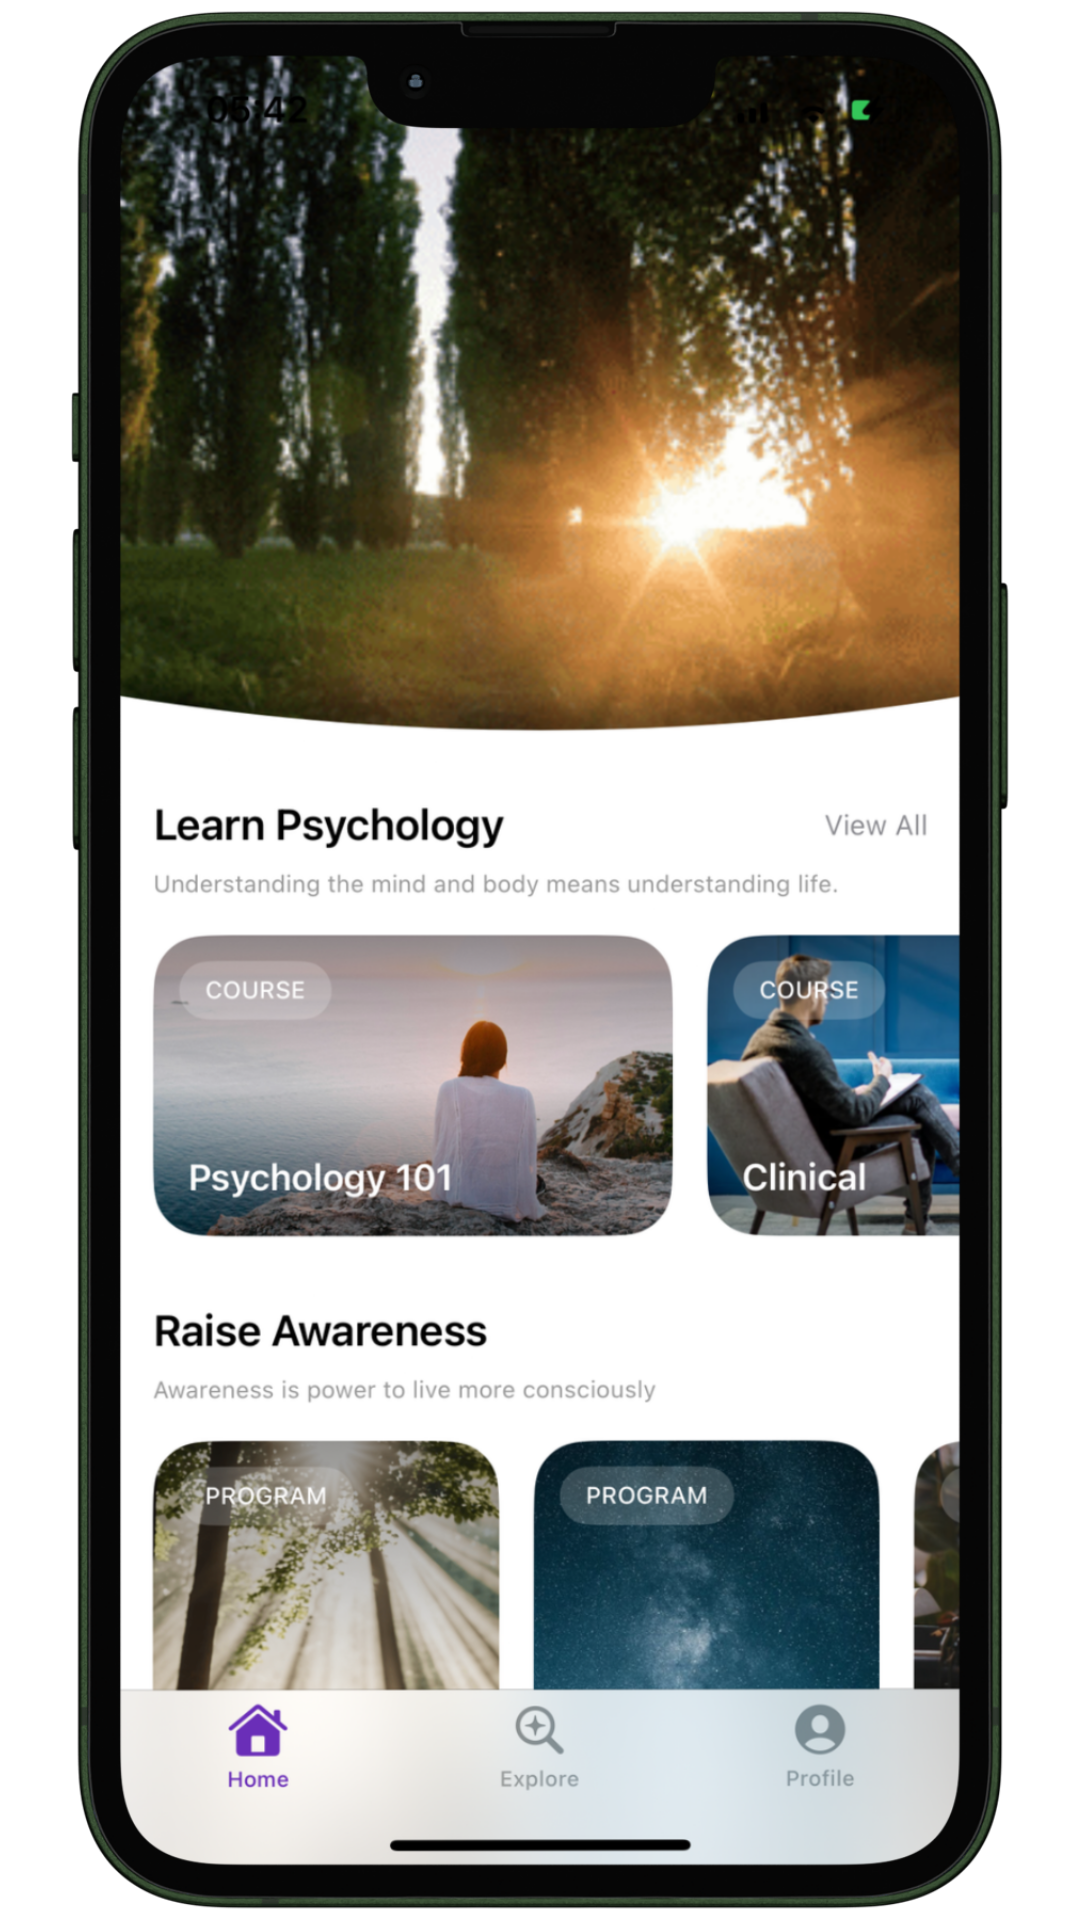 05:42
Learn Psychology
View All
Understanding the mind and body means understanding life.
COURSE
COURSE
Psychology 101
Clinical
Raise Awareness
Awareness is power to live more consciously
PROGRAM
PROGRAM
Home
Explore
Profile